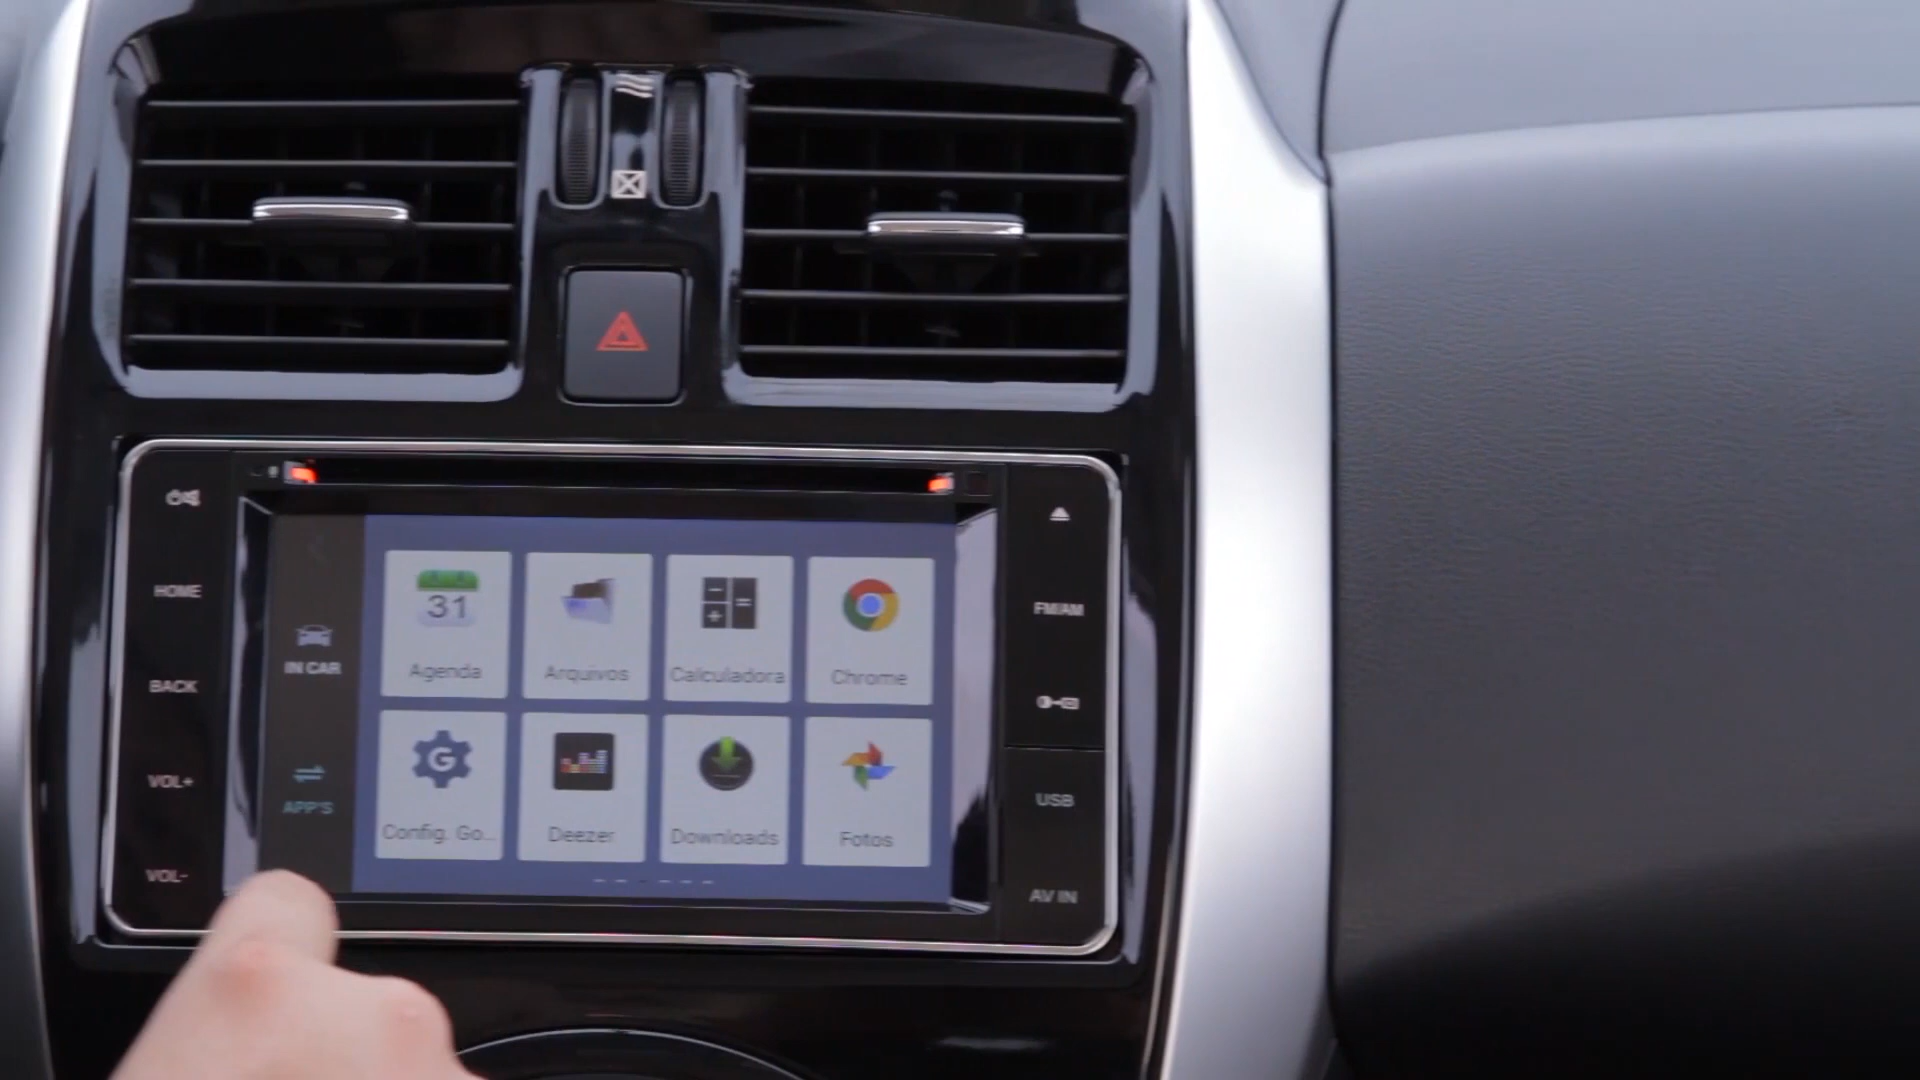 HOME
BACK
VOL+
VOL-
IN CAR
APP'S
31
Agenda
Arquivos
Calculadora
Chrome
G
Config. Go...
Deezer
Downloads
Fotos
FM/AM
USB
AV IN